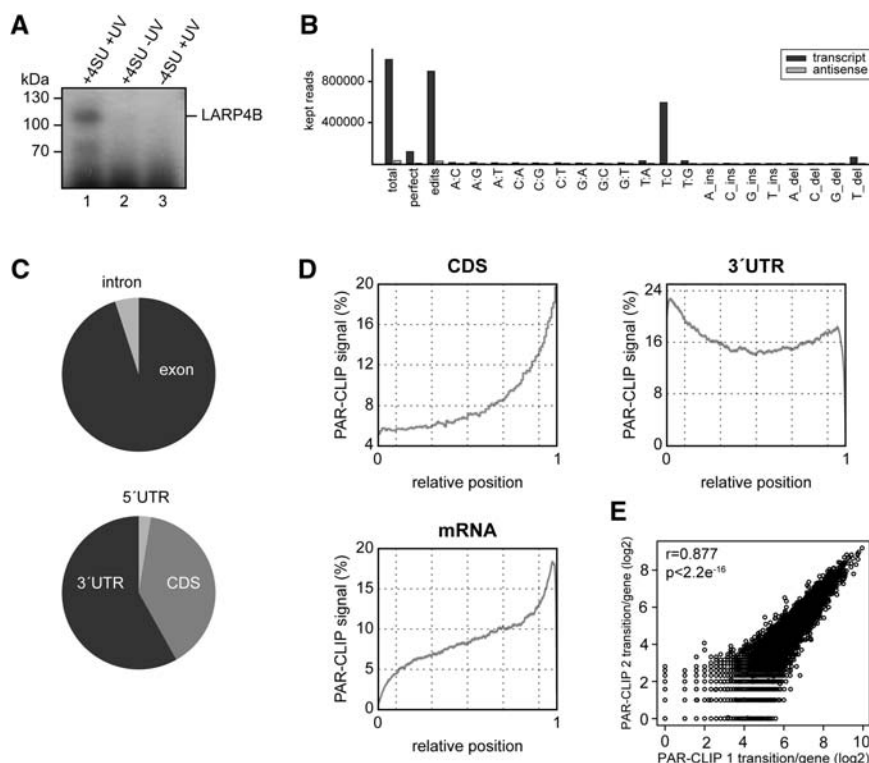 A
+4SU +UV
+4SU -UV
-4SU +UV
kDa
130
100
70
LARP4B
1 2 3
B
kept reads
800000
400000
transcript
antisense
total
perfect
edits
A:C
A:G
A:T
C:A
C:G
C:T
G:A
G:C
G:T
T:A
T:C
T:G
A_ins
C_ins
G_ins
T_ins
A_del
C_del
G_del
T_del
C
intron
exon
5´UTR
3´UTR
CDS
D
CDS
PAR-CLIP signal (%)
20
16
12
8
4
0 1
relative position
3´UTR
PAR-CLIP signal (%)
24
16
8
0
0 1
relative position
mRNA
PAR-CLIP signal (%)
20
15
10
5
0
0 1
relative position
E
r=0.877
p<2.2e-16
PAR-CLIP 2 transition/gene (log2)
8
6
4
2
0
0 2 4 6 8 10
PAR-CLIP 1 transition/gene (log2)